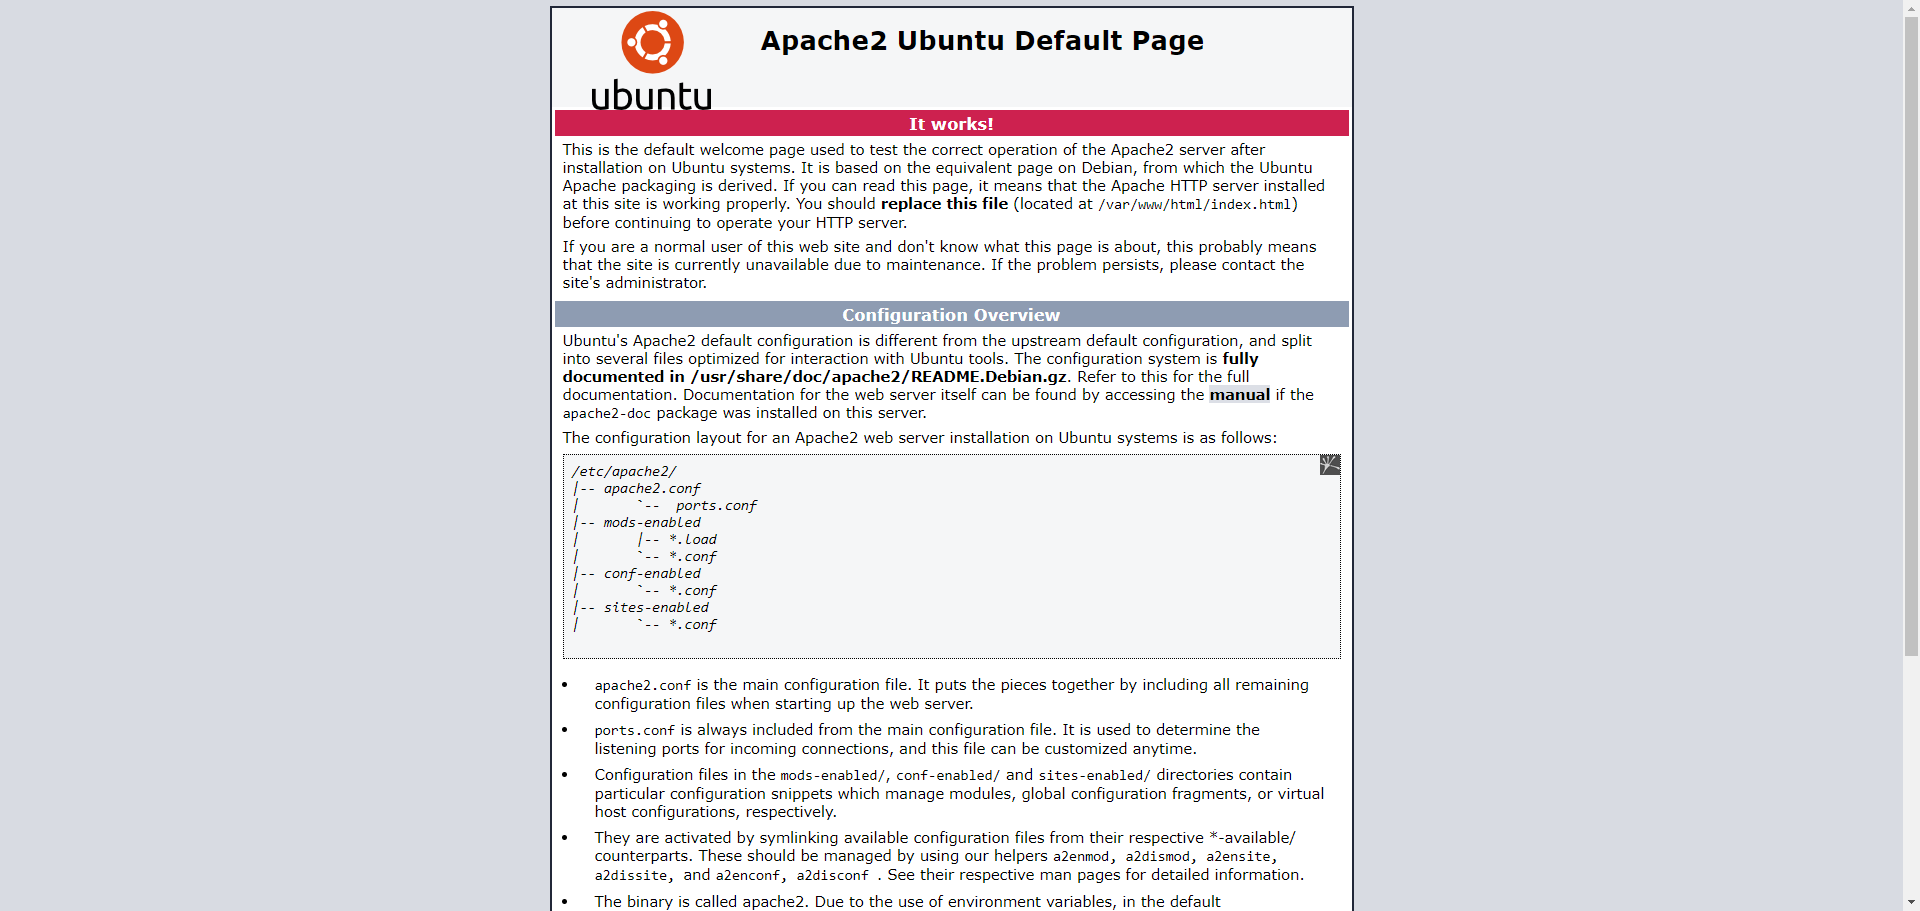 ubuntu
Apache2 Ubuntu Default Page
It works!
This is the default welcome page used to test the correct operation of the Apache2 server after
installation on Ubuntu systems. It is based on the equivalent page on Debian, from which the Ubuntu
Apache packaging is derived. If you can read this page, it means that the Apache HTTP server installed
at this site is working properly. You should replace this file (located at /var/www/html/index.html)
before continuing to operate your HTTP server.
If you are a normal user of this web site and don't know what this page is about, this probably means
that the site is currently unavailable due to maintenance. If the problem persists, please contact the
site's administrator.
Configuration Overview
Ubuntu's Apache2 default configuration is different from the upstream default configuration, and split
into several files optimized for interaction with Ubuntu tools. The configuration system is fully
documented in /usr/share/doc/apache2/README.Debian.gz. Refer to this for the full
documentation. Documentation for the web server itself can be found by accessing the manual if the
apache2-doc package was installed on this server.
The configuration layout for an Apache2 web server installation on Ubuntu systems is as follows:
/etc/apache2/
|-- apache2.conf
|       `--  ports.conf
|-- mods-enabled
|       |-- *.load
|       `-- *.conf
|-- conf-enabled
|       `-- *.conf
|-- sites-enabled
|       `-- *.conf
• apache2.conf is the main configuration file. It puts the pieces together by including all remaining
configuration files when starting up the web server.
• ports.conf is always included from the main configuration file. It is used to determine the
listening ports for incoming connections, and this file can be customized anytime.
• Configuration files in the mods-enabled/, conf-enabled/ and sites-enabled/ directories contain
particular configuration snippets which manage modules, global configuration fragments, or virtual
host configurations, respectively.
• They are activated by symlinking available configuration files from their respective *-available/
counterparts. These should be managed by using our helpers a2enmod, a2dismod, a2ensite,
a2dissite, and a2enconf, a2disconf . See their respective man pages for detailed information.
• The binary is called apache2. Due to the use of environment variables, in the default